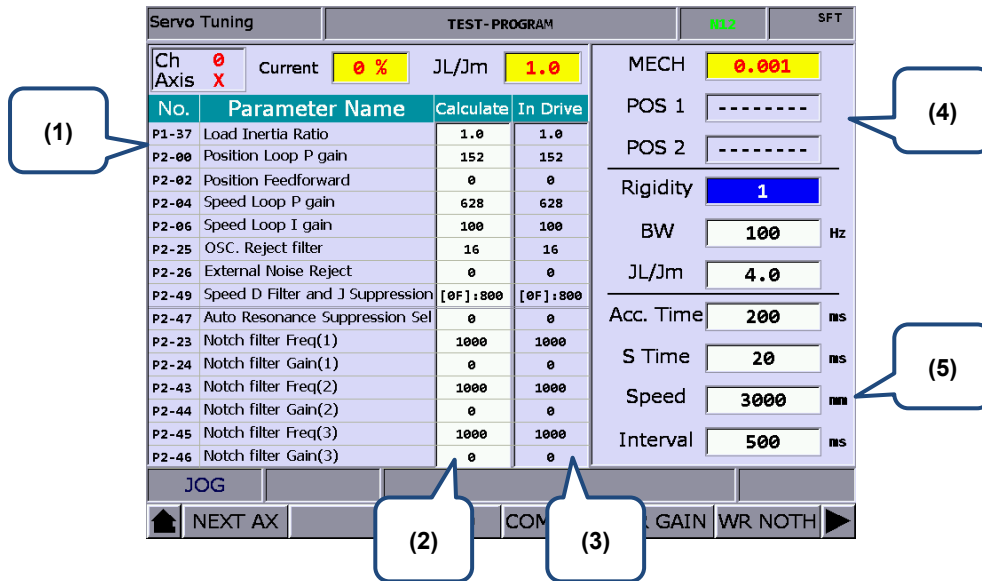 Servo Tuning TEST-PROGRAM N12 SFT
Ch 0
Axis X
Current 0 % JL/Jm 1.0
No. Parameter Name Calculate In Drive
P1-37 Load Inertia Ratio 1.0 1.0
P2-00 Position Loop P gain 152 152
P2-02 Position Feedforward 0 0
P2-04 Speed Loop P gain 628 628
P2-06 Speed Loop I gain 100 100
P2-25 OSC. Reject filter 16 16
P2-26 External Noise Reject 0 0
P2-49 Speed D Filter and J Suppression [0F]:800 [0F]:800
P2-47 Auto Resonance Suppression Sel 0 0
P2-23 Notch filter Freq(1) 1000 1000
P2-24 Notch filter Gain(1) 0 0
P2-43 Notch filter Freq(2) 1000 1000
P2-44 Notch filter Gain(2) 0 0
P2-45 Notch filter Freq(3) 1000 1000
P2-46 Notch filter Gain(3) 0 0
MECH 0.001
POS 1 --------
POS 2 --------
Rigidity 1
BW 100 Hz
JL/Jm 4.0
Acc. Time 200 ms
S Time 20 ms
Speed 3000 mm
Interval 500 ms
JOG
NEXT AX COM GAIN WR NOTH
(1)
(2)
(3)
(4)
(5)